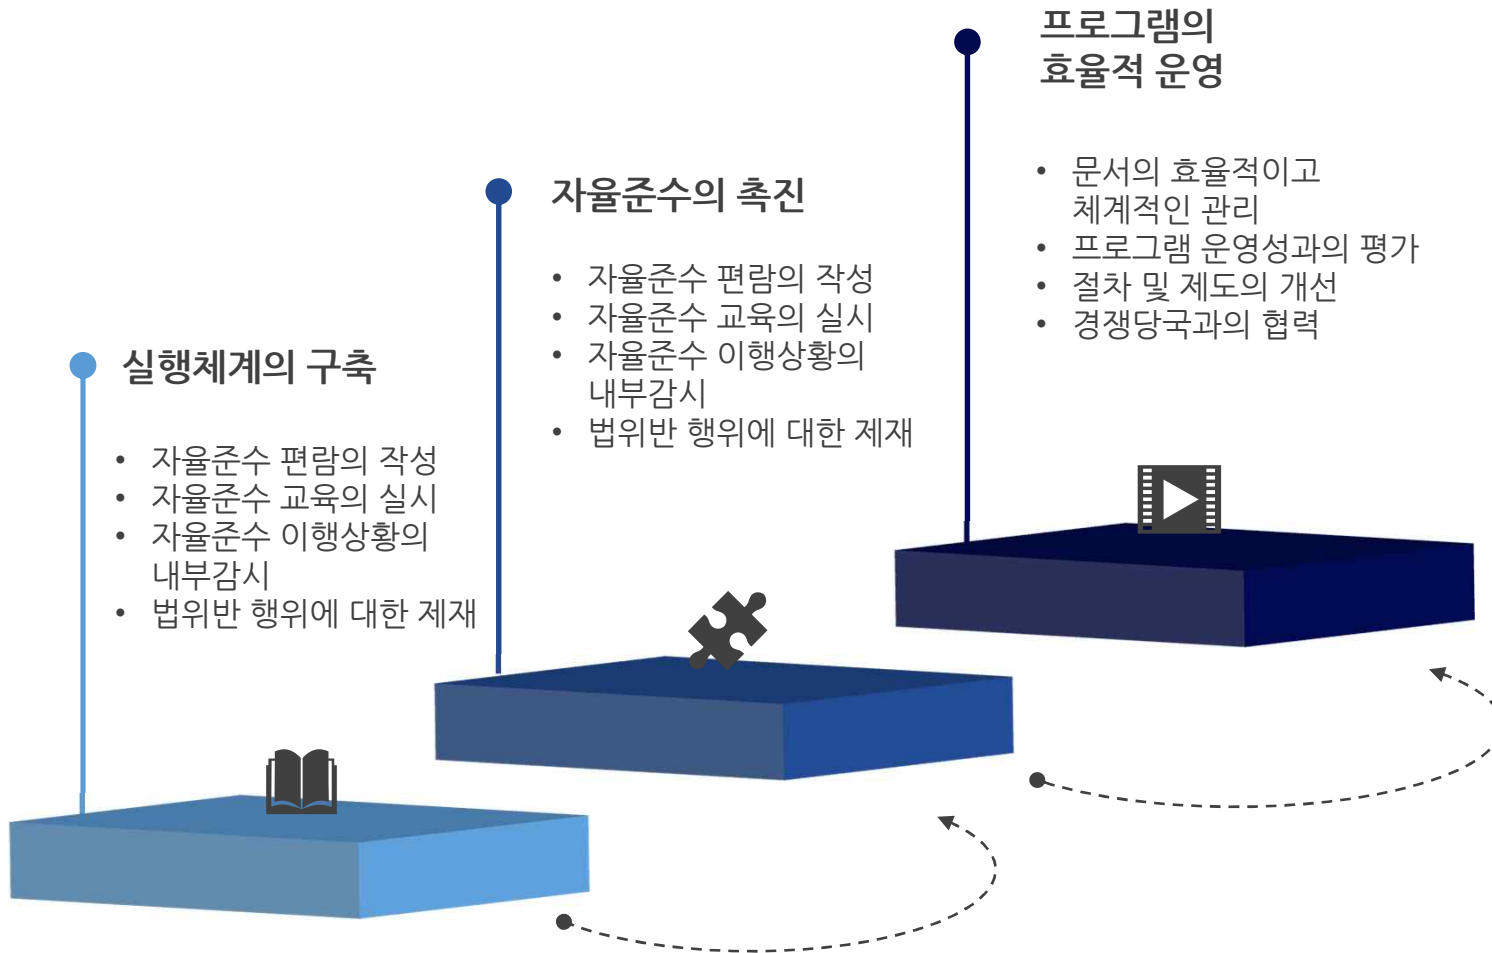 프로그램의
효율적 운영
• 문서의 효율적이고
체계적인 관리
• 프로그램 운영성과의 평가
• 절차 및 제도의 개선
• 경쟁당국과의 협력
자율준수의 촉진
• 자율준수 편람의 작성
• 자율준수 교육의 실시
• 자율준수 이행상황의
내부감시
• 법위반 행위에 대한 제재
실행체계의 구축
• 자율준수 편람의 작성
• 자율준수 교육의 실시
• 자율준수 이행상황의
내부감시
• 법위반 행위에 대한 제재